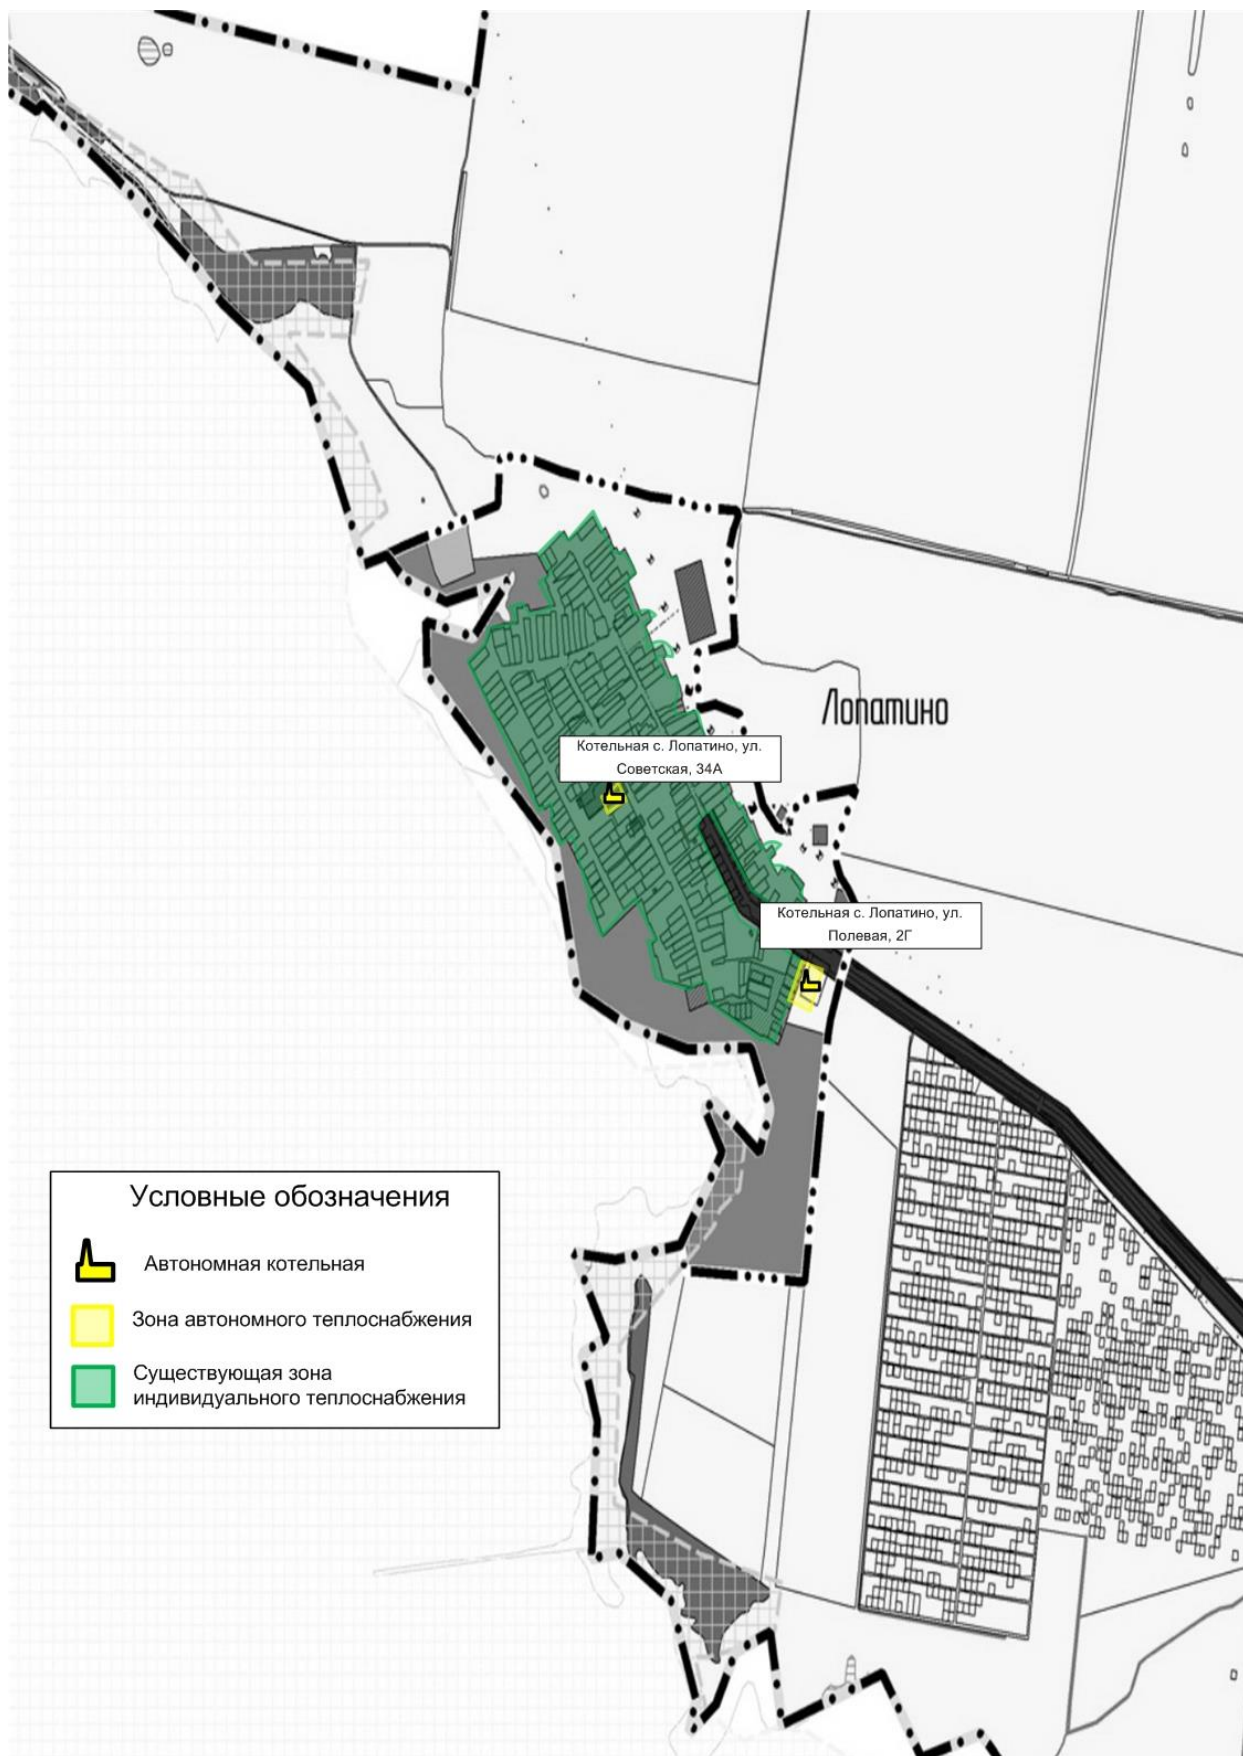 Лопатино
Котельная с. Лопатино, ул.
Советская, 34А
Котельная с. Лопатино, ул.
Полевая, 2Г
Условные обозначения
Автономная котельная
Зона автономного теплоснабжения
Существующая зона
индивидуального теплоснабжения